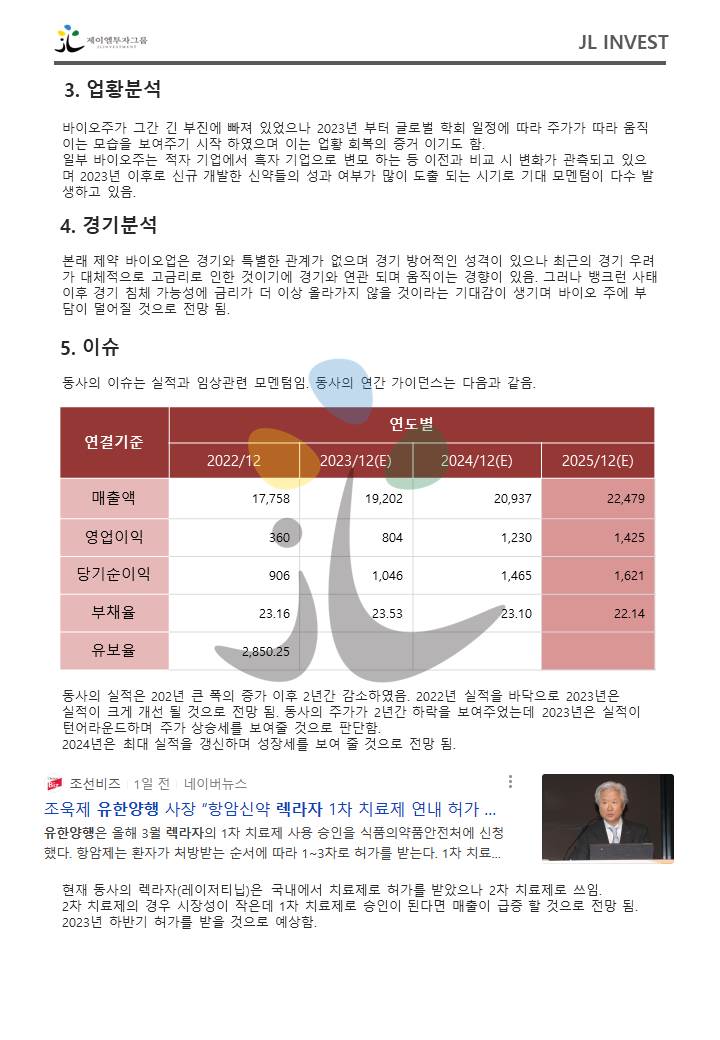 제이엘투자그룹
JLINVESTMENT
JL INVEST
3. 업황분석
바이오주가 그간 긴 부진에 빠져 있었으나 2023년 부터 글로벌 학회 일정에 따라 주가가 따라 움직
이는 모습을 보여주기 시작 하였으며 이는 업황 회복의 증거 이기도 함.
일부 바이오주는 적자 기업에서 흑자 기업으로 변모 하는 등 이전과 비교 시 변화가 관측되고 있으
며 2023년 이후로 신규 개발한 신약들의 성과 여부가 많이 도출 되는 시기로 기대 모멘텀이 다수 발
생하고 있음.
4. 경기분석
본래 제약 바이오업은 경기와 특별한 관계가 없으며 경기 방어적인 성격이 있으나 최근의 경기 우려
가 대체적으로 고금리로 인한 것이기에 경기와 연관 되며 움직이는 경향이 있음. 그러나 뱅크런 사태
이후 경기 침체 가능성에 금리가 더 이상 올라가지 않을 것이라는 기대감이 생기며 바이오 주에 부
담이 덜어질 것으로 전망 됨.
5. 이슈
동사의 이슈는 실적과 임상관련 모멘텀임. 동사의 연간 가이던스는 다음과 같음.
연결기준 연도별
2022/12 2023/12(E) 2024/12(E) 2025/12(E)
매출액 17,758 19,202 20,937 22,479
영업이익 360 804 1,230 1,425
당기순이익 906 1,046 1,465 1,621
부채율 23.16 23.53 23.10 22.14
유보율 2,850.25
동사의 실적은 202년 큰 폭의 증가 이후 2년간 감소하였음. 2022년 실적을 바닥으로 2023년은
실적이 크게 개선 될 것으로 전망 됨. 동사의 주가가 2년간 하락을 보여주었는데 2023년은 실적이
턴어라운드하며 주가 상승세를 보여줄 것으로 판단함.
2024년은 최대 실적을 갱신하며 성장세를 보여 줄 것으로 전망 됨.
조선비즈 1일 전 네이버뉴스
조욱제 유한양행 사장 “항암신약 렉라자 1차 치료제 연내 허가 ...
유한양행은 올해 3월 렉라자의 1차 치료제 사용 승인을 식품의약품안전처에 신청
했다. 항암제는 환자가 처방받는 순서에 따라 1~3차로 허가를 받는다. 1차 치료...
현재 동사의 렉라자(레이저티닙)은 국내에서 치료제로 허가를 받았으나 2차 치료제로 쓰임.
2차 치료제의 경우 시장성이 작은데 1차 치료제로 승인이 된다면 매출이 급증 할 것으로 전망 됨.
2023년 하반기 허가를 받을 것으로 예상함.